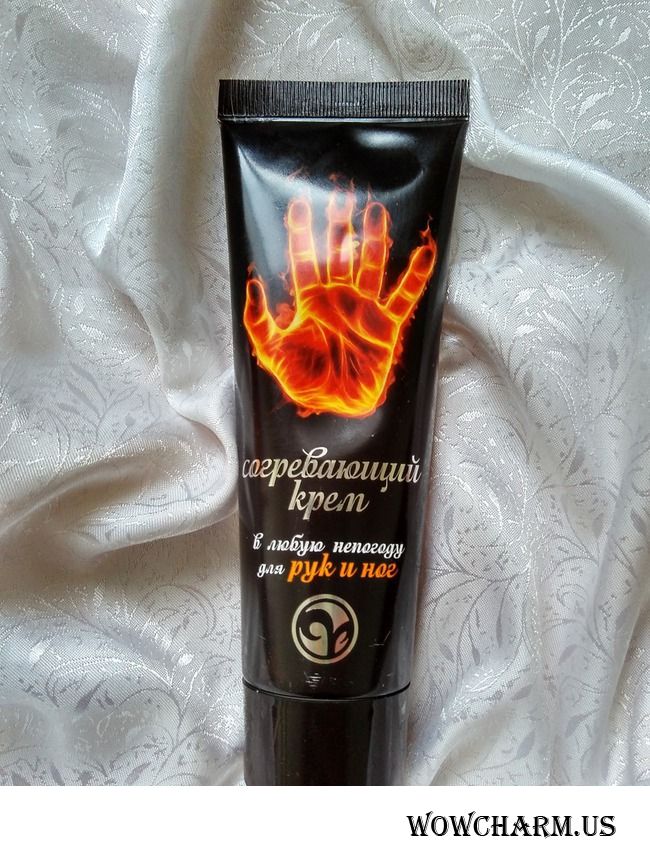 согревающий
крем
в любую непогоду
для рук и ног
WOWCHARM.US